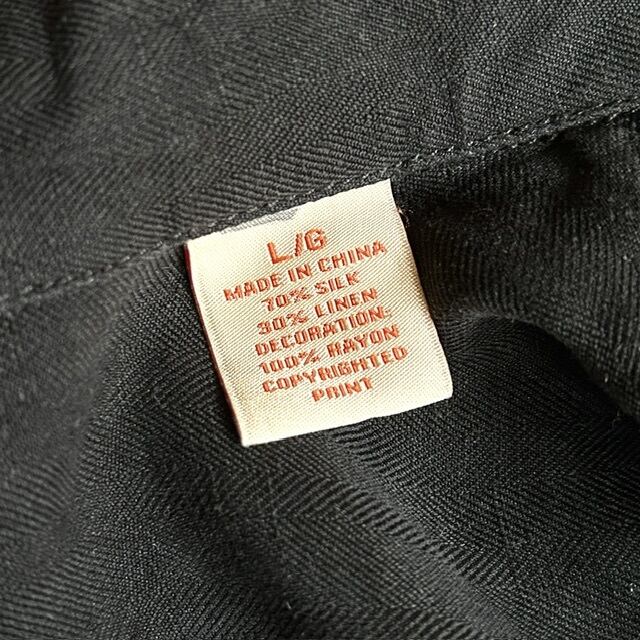 L/G
MADE IN CHINA
70% SILK
30% LINEN
DECORATION:
100% RAYON
COPYRIGHTED
PRINT